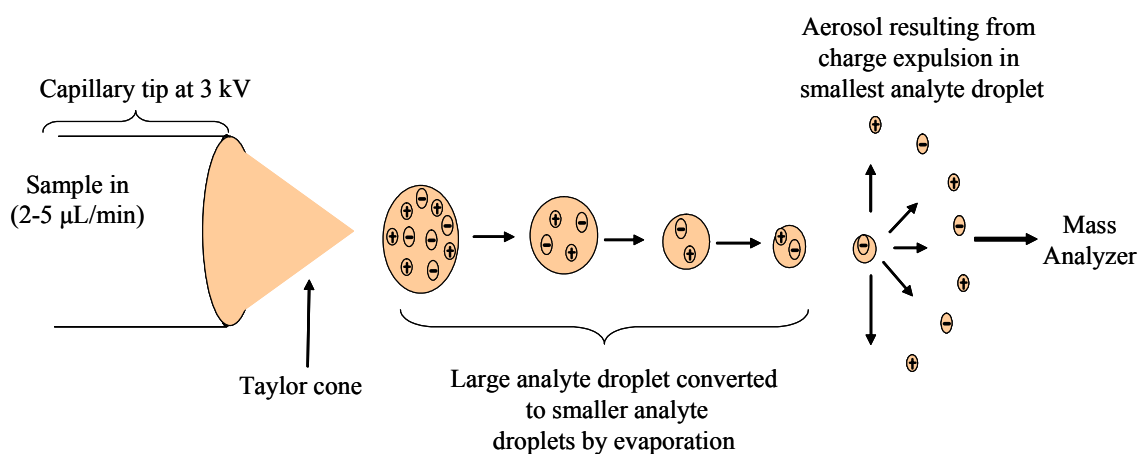 Capillary tip at 3 kV
Sample in
(2-5 μL/min)
Taylor cone
Large analyte droplet converted
to smaller analyte
droplets by evaporation
Aerosol resulting from
charge expulsion in
smallest analyte droplet
Mass
Analyzer